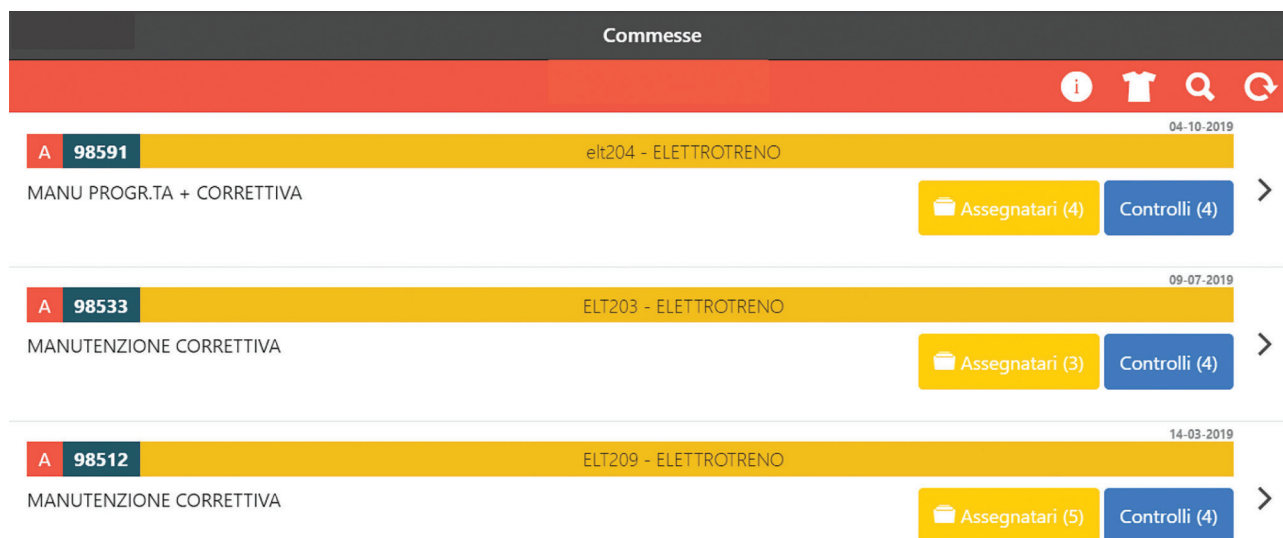 Commesse
04-10-2019
A 98591 elt204 - ELETTROTRENO
MANU PROGR.TA + CORRETTIVA
Assegnatari (4) Controlli (4)
09-07-2019
A 98533 ELT203 - ELETTROTRENO
MANUTENZIONE CORRETTIVA
Assegnatari (3) Controlli (4)
14-03-2019
A 98512 ELT209 - ELETTROTRENO
MANUTENZIONE CORRETTIVA
Assegnatari (5) Controlli (4)